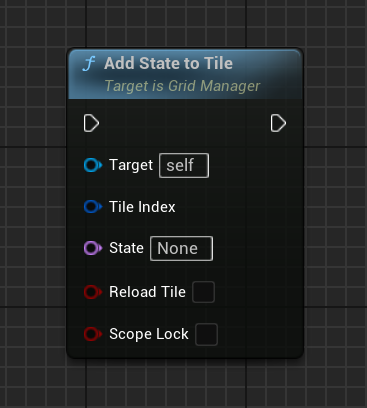 f Add State to Tile
Target is Grid Manager
Target self
Tile Index
State None
Reload Tile
Scope Lock